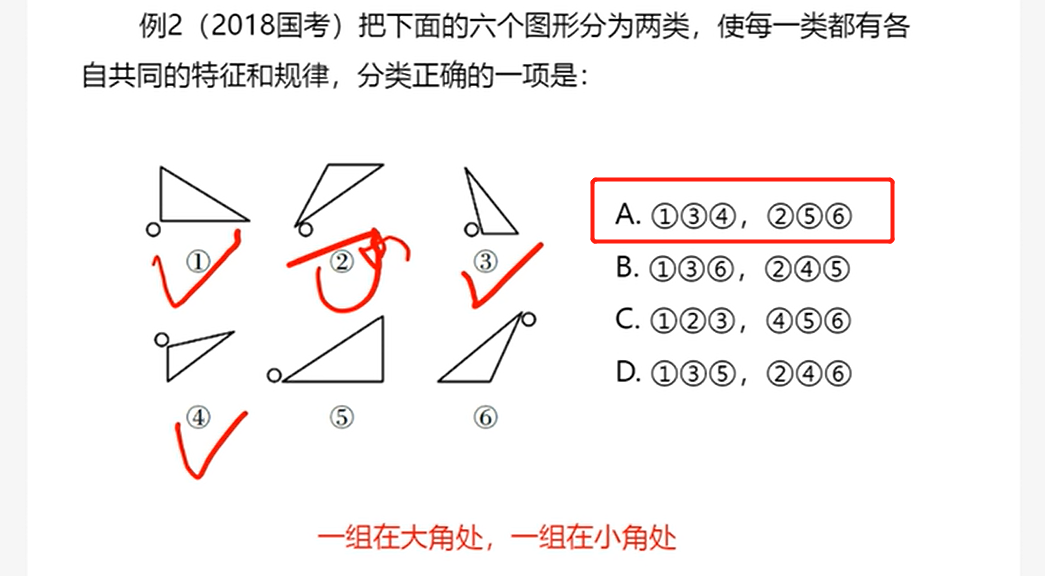 例2（2018国考）把下面的六个图形分为两类，使每一类都有各
自共同的特征和规律，分类正确的一项是：
① ② ③
④ ⑤ ⑥
A. ①③④，②⑤⑥
B. ①③⑥，②④⑤
C. ①②③，④⑤⑥
D. ①③⑤，②④⑥
一组在大角处，一组在小角处